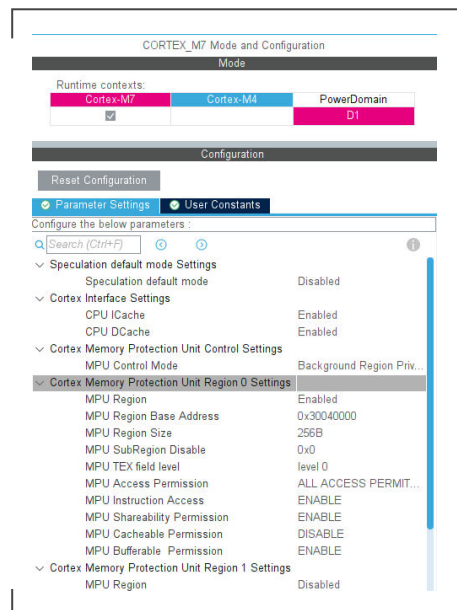 CORTEX_M7 Mode and Configuration
Mode
Runtime contexts:
Cortex-M7 Cortex-M4 PowerDomain
D1
Configuration
Reset Configuration
Parameter Settings User Constants
Configure the below parameters :
Search (Ctrl+F)
Speculation default mode Settings
Speculation default mode Disabled
Cortex Interface Settings
CPU ICache Enabled
CPU DCache Enabled
Cortex Memory Protection Unit Control Settings
MPU Control Mode Background Region Priv...
Cortex Memory Protection Unit Region 0 Settings
MPU Region Enabled
MPU Region Base Address 0x30040000
MPU Region Size 256B
MPU SubRegion Disable 0x0
MPU TEX field level level 0
MPU Access Permission ALL ACCESS PERMIT...
MPU Instruction Access ENABLE
MPU Shareability Permission ENABLE
MPU Cacheable Permission DISABLE
MPU Bufferable Permission ENABLE
Cortex Memory Protection Unit Region 1 Settings
MPU Region Disabled